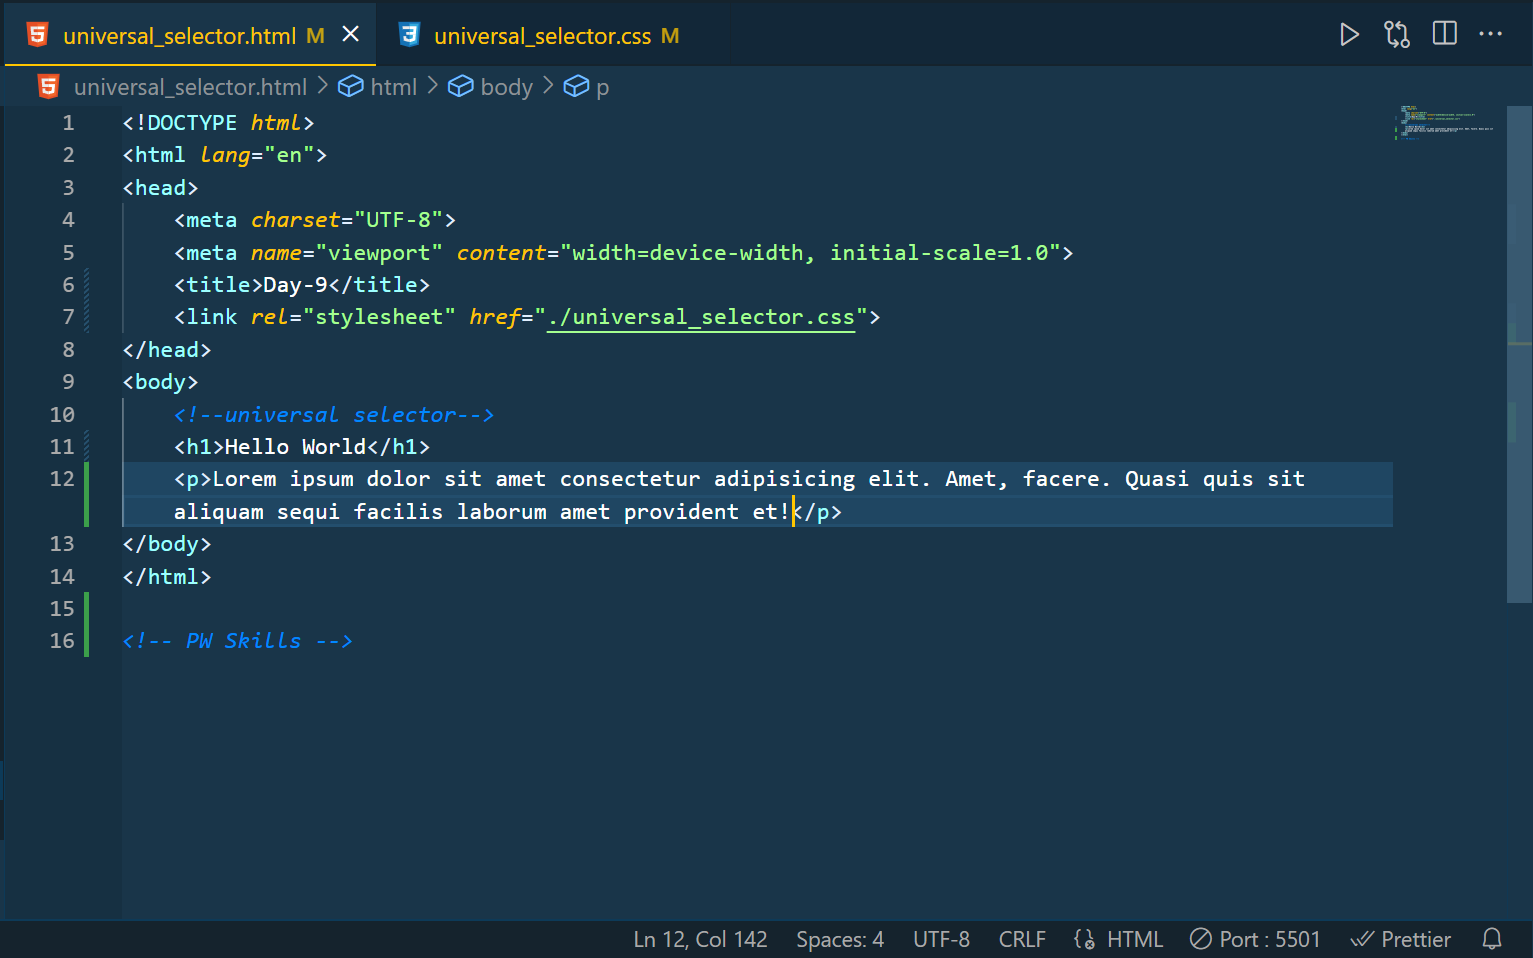 universal_selector.html M
universal_selector.css M
universal_selector.html > html > body > p
1 <!DOCTYPE html>
2 <html lang="en">
3 <head>
4 <meta charset="UTF-8">
5 <meta name="viewport" content="width=device-width, initial-scale=1.0">
6 <title>Day-9</title>
7 <link rel="stylesheet" href="./universal_selector.css">
8 </head>
9 <body>
10 <!--universal selector-->
11 <h1>Hello World</h1>
12 <p>Lorem ipsum dolor sit amet consectetur adipisicing elit. Amet, facere. Quasi quis sit
aliquam sequi facilis laborum amet provident et!</p>
13 </body>
14 </html>
15
16 <!-- PW Skills -->
Ln 12, Col 142 Spaces: 4 UTF-8 CRLF HTML Port : 5501 Prettier